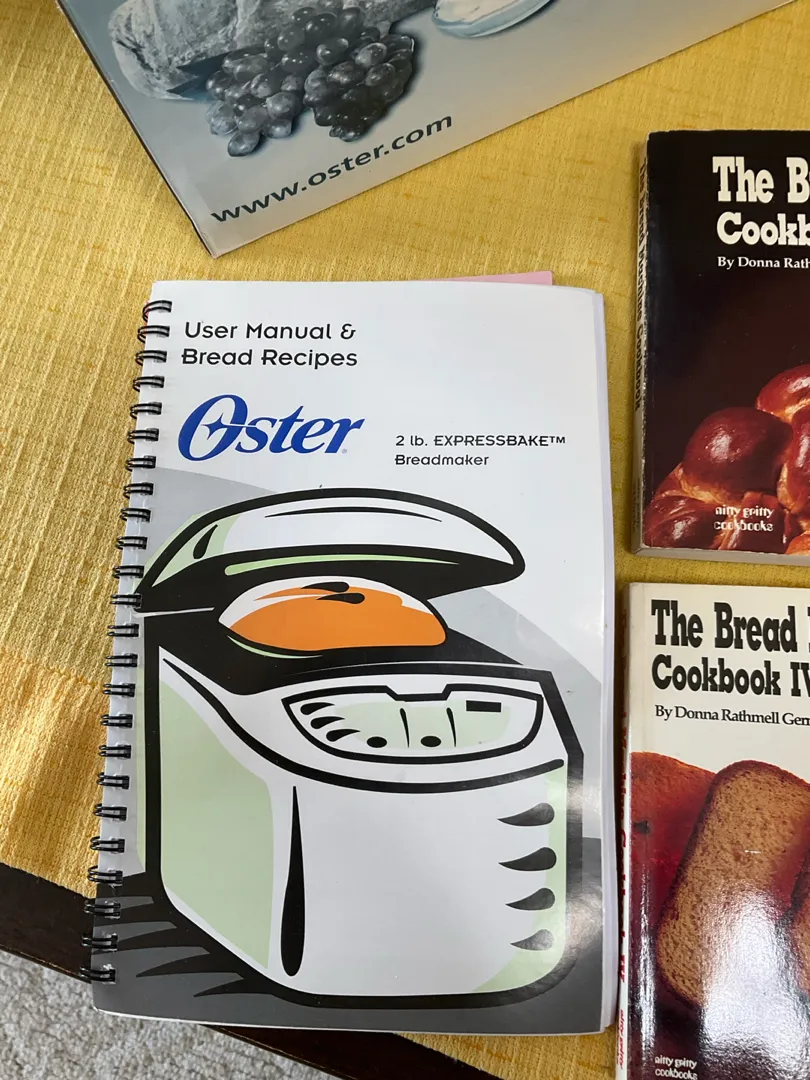 www.oster.com
User Manual &
Bread Recipes
Oster
2 lb. EXPRESSBAKE™
Breadmaker
The
Cookb
By Donna Rath
nitty gritty
cookbooks
The Bread
Cookbook IV
By Donna Rathmell Ger
nitty gritty
cookbooks